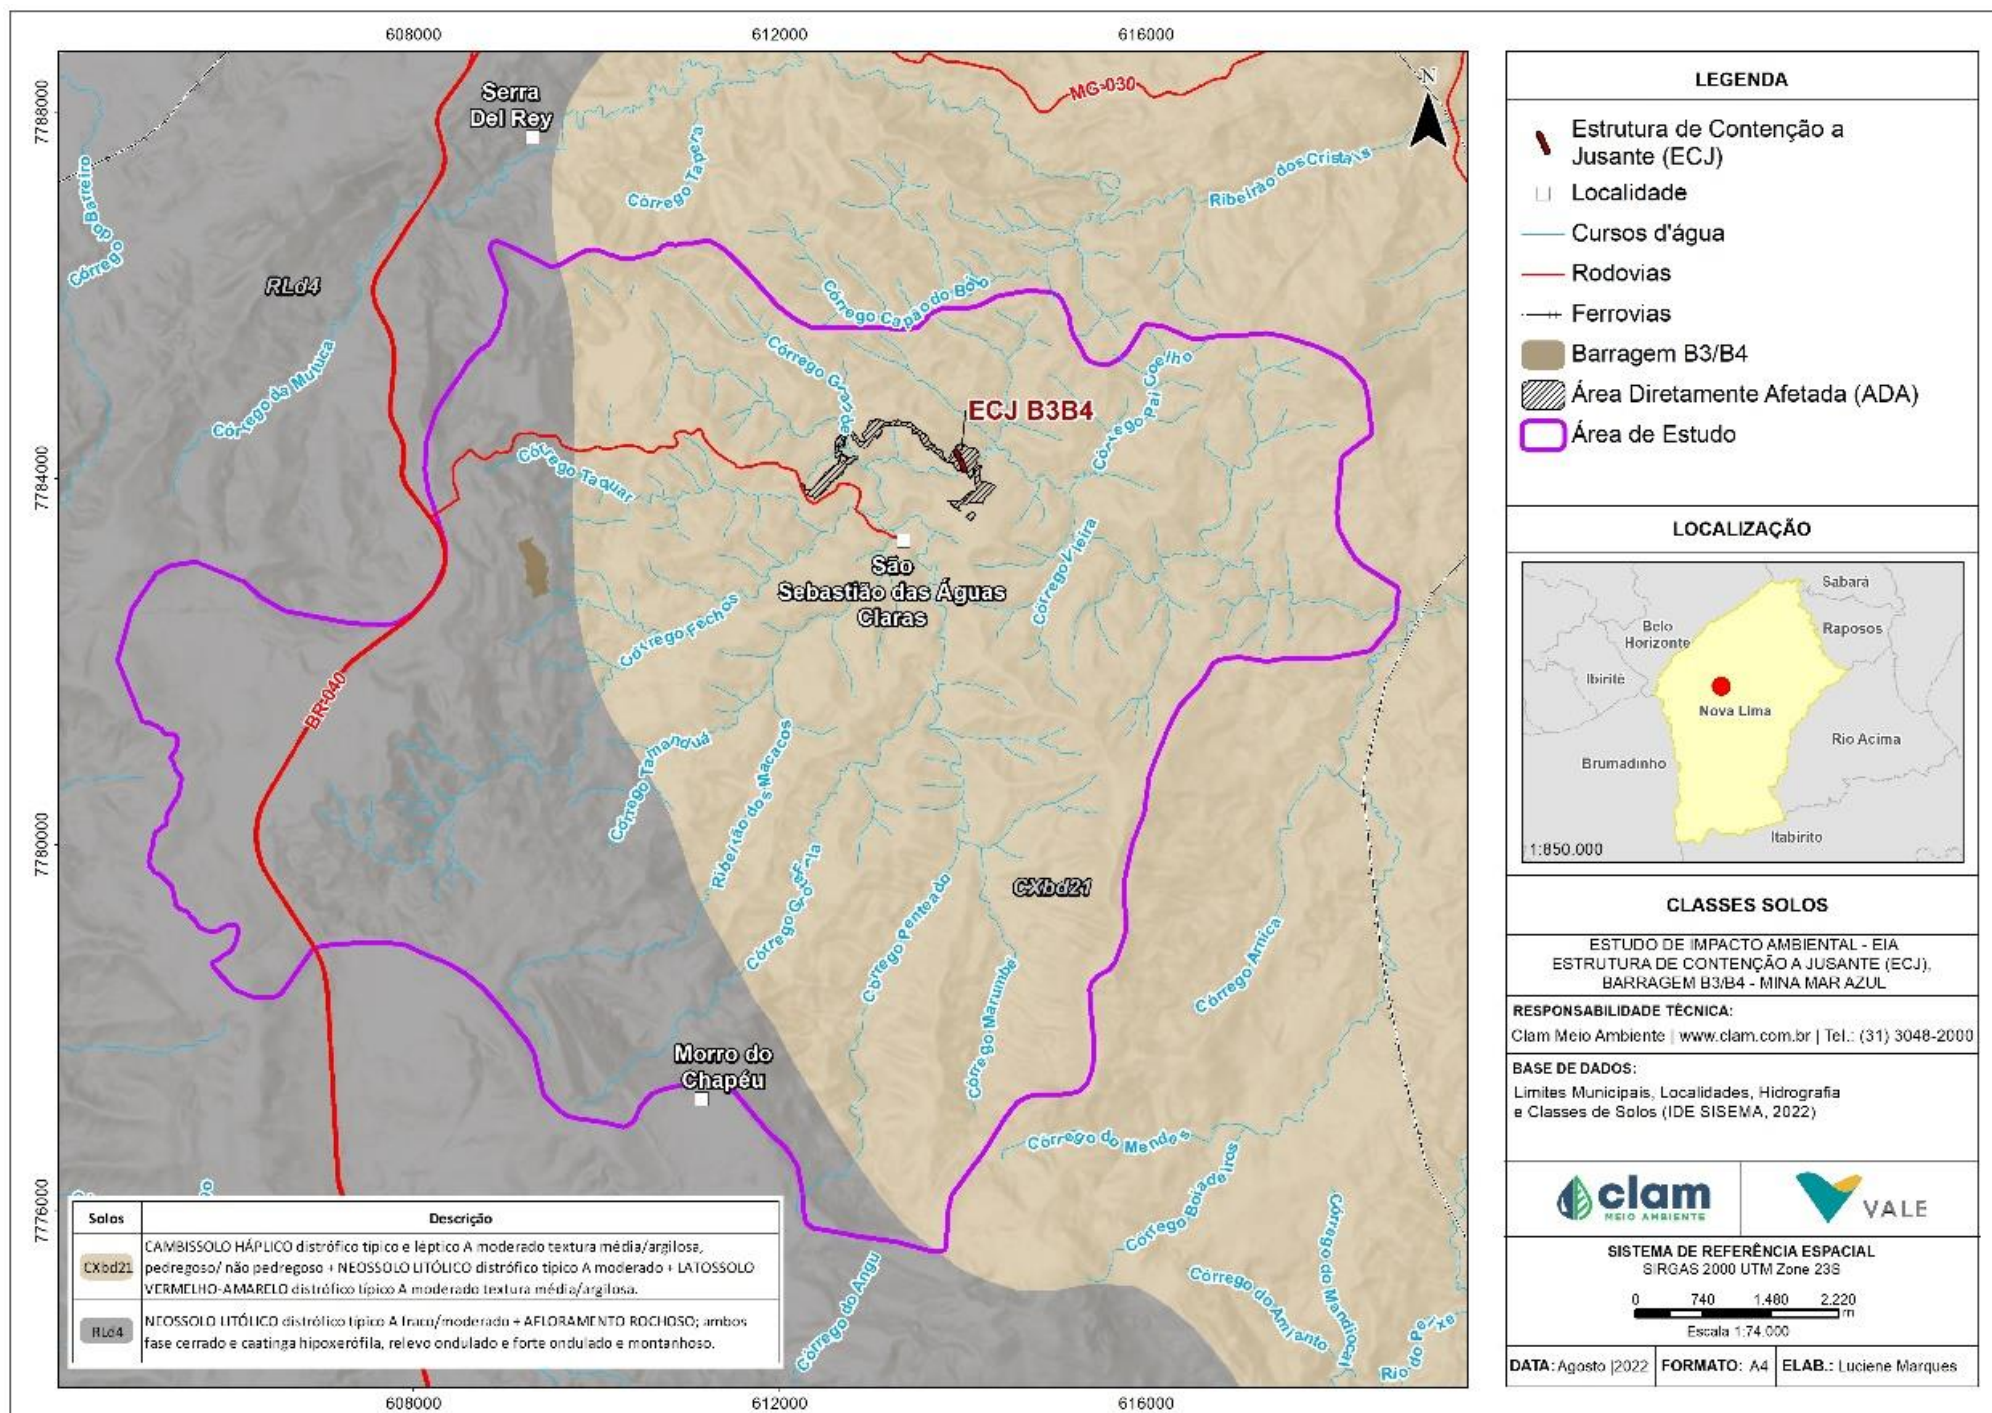 608000
612000
616000
7788000
7784000
7780000
7776000
608000
612000
616000
Serra
Del Rey
MG-030
N
Córrego Tapera
Ribeirão dos Cristais
Córrego do Barreiro
RLd4
Córrego da Mutuca
Córrego Capão do Boi
Córrego Grande
Córrego Pai Coelho
ECJ B3B4
Córrego Taquar
São
Sebastião das Águas
Claras
Córrego Vieira
Córrego Fechos
BR-040
Córrego Tamanduá
Ribeirão dos Macacos
Córrego Penteado
CXbd21
Córrego Marumbe
Córrego Arnica
Morro do
Chapéu
Córrego do Mendes
Córrego Boiadeiros
Córrego do Angu
Córrego do Amianto
Córrego do Mandiocal
Rio do Peixe
Solos
Descrição
CXbd21
CAMBISSOLO HÁPLICO distrófico típico e léptico A moderado textura média/argilosa,
pedregoso/ não pedregoso + NEOSSOLO LITÓLICO distrófico típico A moderado + LATOSSOLO
VERMELHO-AMARELO distrófico típico A moderado textura média/argilosa.
RLd4
NEOSSOLO LITÓLICO distrófico típico A fraco/moderado + AFLORAMENTO ROCHOSO; ambos
fase cerrado e caatinga hipoxerófila, relevo ondulado e forte ondulado e montanhoso.
LEGENDA
Estrutura de Contenção a
Jusante (ECJ)
Localidade
Cursos d'água
Rodovias
Ferrovias
Barragem B3/B4
Área Diretamente Afetada (ADA)
Área de Estudo
LOCALIZAÇÃO
Sabará
Belo
Horizonte
Raposos
Ibirité
Nova Lima
Rio Acima
Brumadinho
Itabirito
1:850.000
CLASSES SOLOS
ESTUDO DE IMPACTO AMBIENTAL - EIA
ESTRUTURA DE CONTENÇÃO A JUSANTE (ECJ),
BARRAGEM B3/B4 - MINA MAR AZUL
RESPONSABILIDADE TÉCNICA:
Clam Meio Ambiente | www.clam.com.br | Tel.: (31) 3048-2000
BASE DE DADOS:
Limites Municipais, Localidades, Hidrografia
e Classes de Solos (IDE SISEMA, 2022)
clam
MEIO AMBIENTE
VALE
SISTEMA DE REFERÊNCIA ESPACIAL
SIRGAS 2000 UTM Zone 23S
0 740 1.480 2.220
m
Escala 1:74.000
DATA: Agosto |2022
FORMATO: A4
ELAB.: Luciene Marques